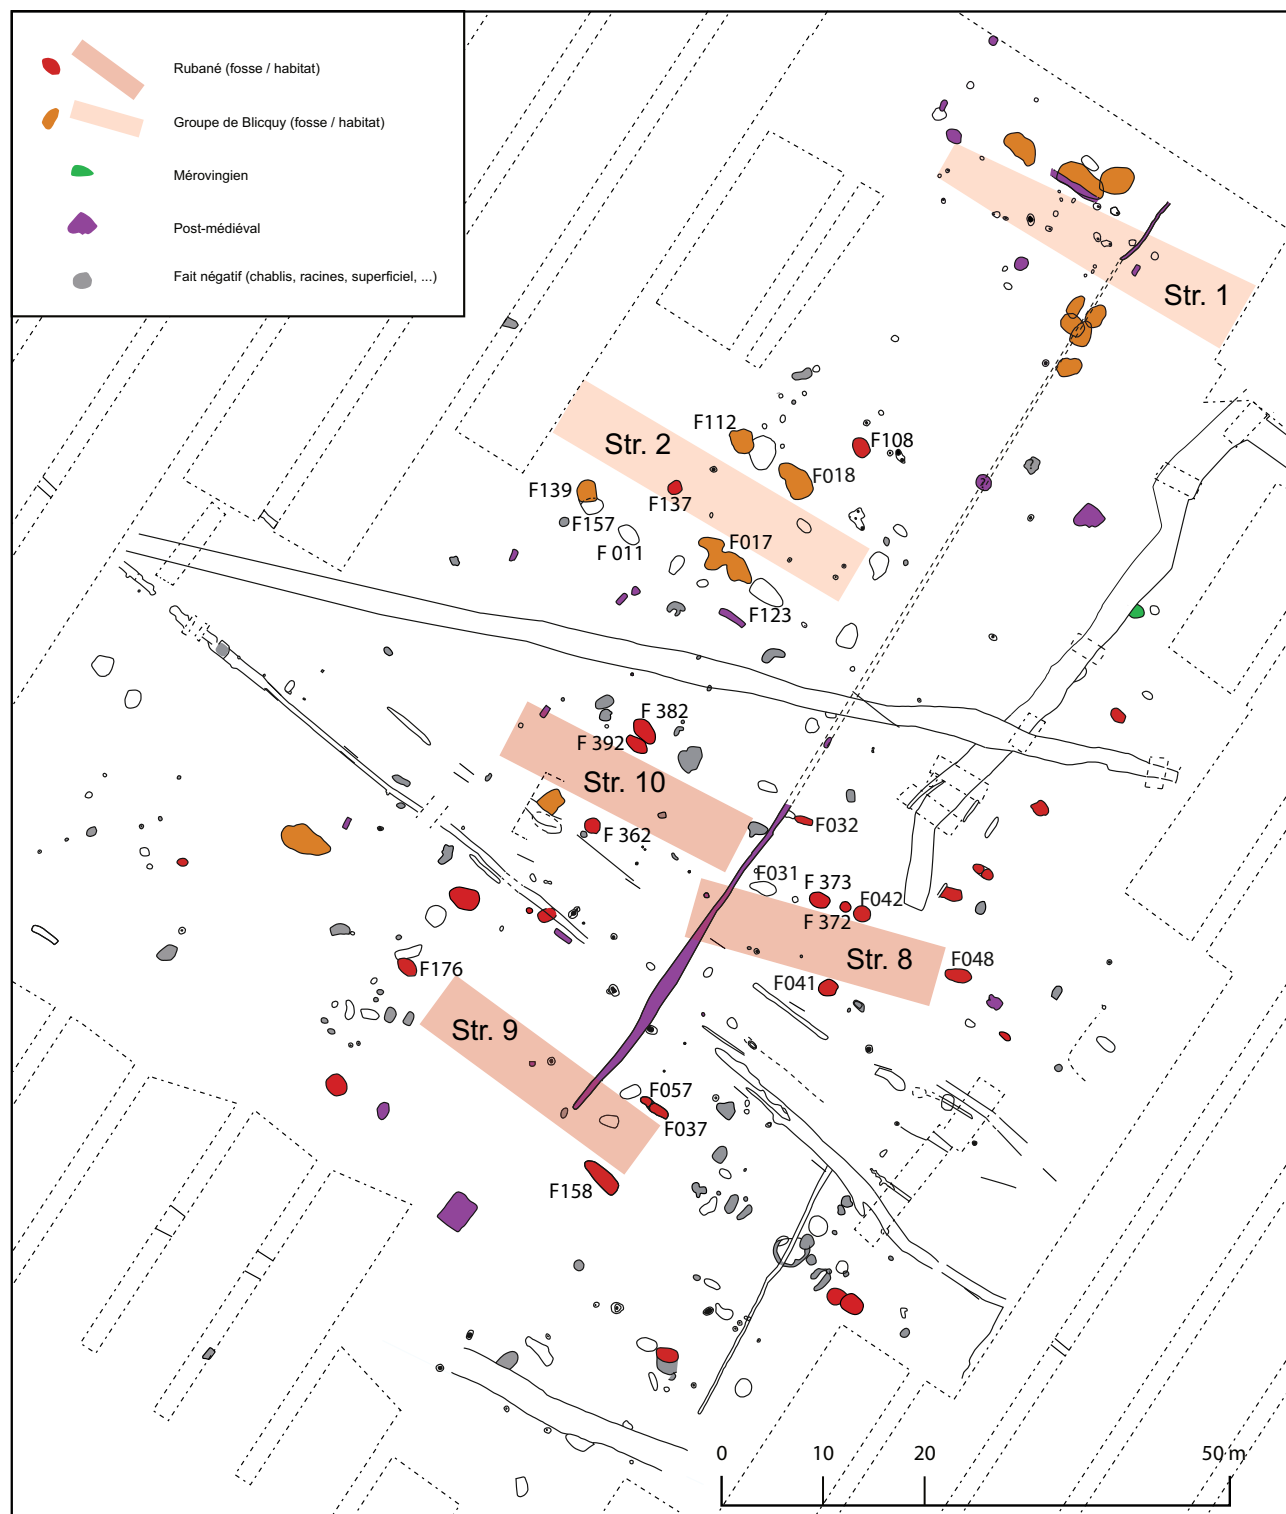 Rubané (fosse / habitat)
Groupe de Blicquy (fosse / habitat)
Mérovingien
Post-médiéval
Fait négatif (chablis, racines, superficiel, ...)
Str. 1
F112
F108
Str. 2
F018
?
F139
F137
?
F157
F 011
F017
F123
F 382
F 392
Str. 10
F032
F 362
F031
F 373
F042
F 372
Str. 8
F048
F176
F041
Str. 9
F057
F037
F158
0
10
20
50 m